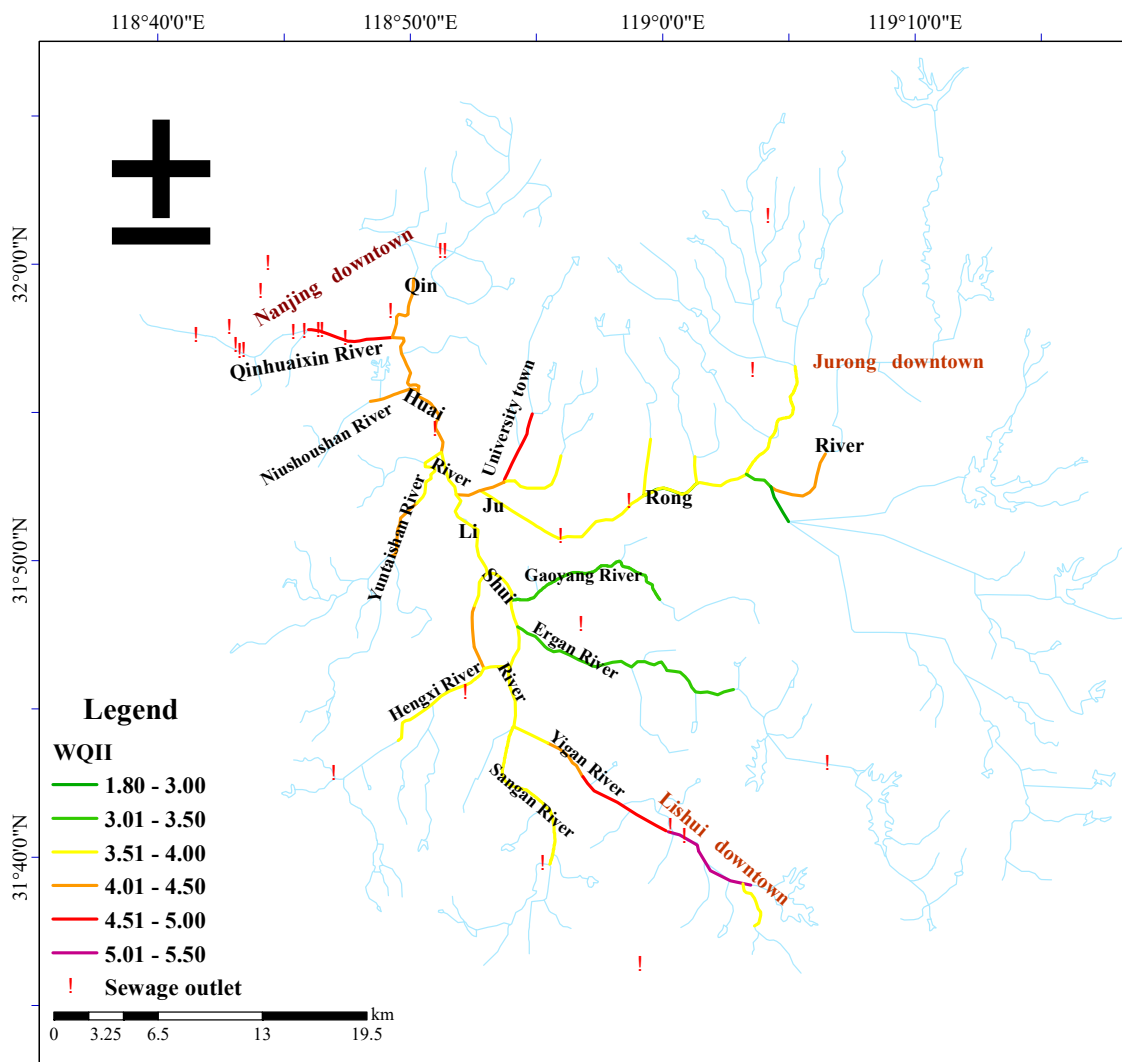 118°40'0"E
118°50'0"E
119°0'0"E
119°10'0"E
32°0'0"N
31°50'0"N
31°40'0"N
Nanjing downtown
Qin
Qinhuaixin River
Huai
Niushoushan River
University town
Jurong downtown
River
River
Yuntaishan River
Ju
Rong
Li
Shui
Gaoyang River
Ergan River
Hengxi River
River
Yigan River
Sangan River
Lishui downtown
Legend
WQII
1.80 - 3.00
3.01 - 3.50
3.51 - 4.00
4.01 - 4.50
4.51 - 5.00
5.01 - 5.50
! Sewage outlet
km
0 3.25 6.5 13 19.5